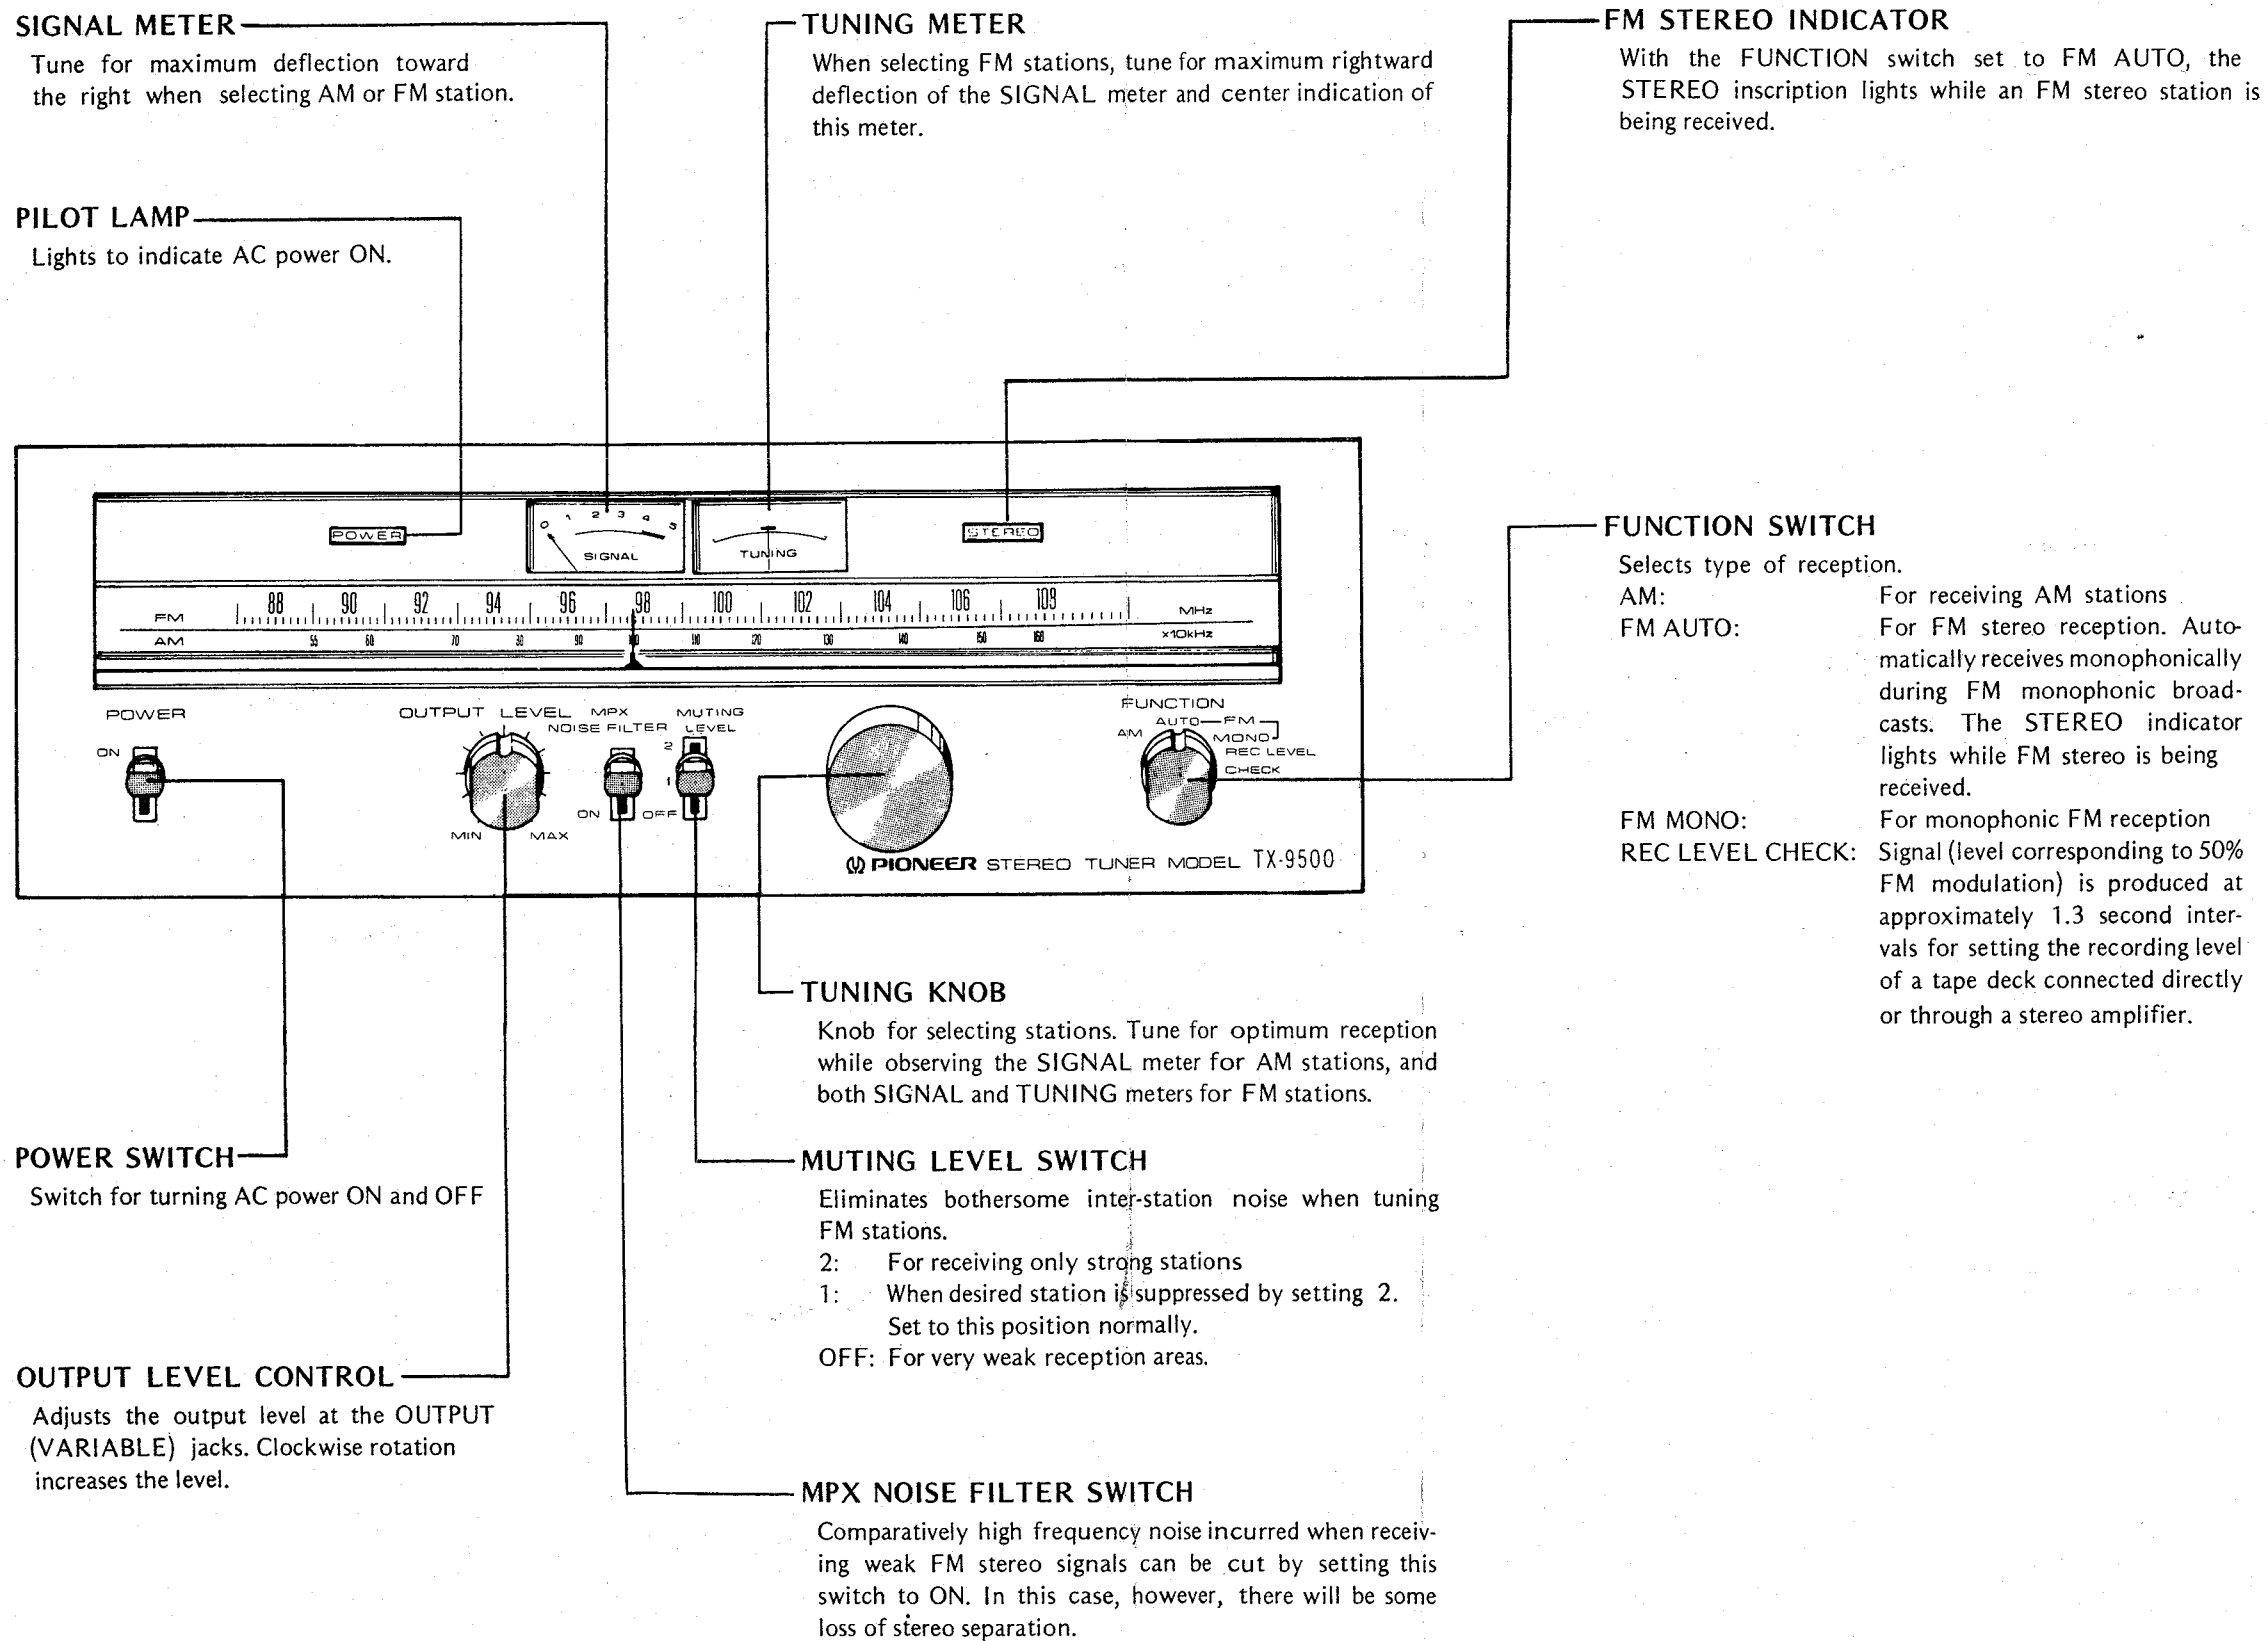 SIGNAL METER
Tune for maximum deflection toward
the right when selecting AM or FM station.
TUNING METER
When selecting FM stations, tune for maximum rightward
deflection of the SIGNAL meter and center indication of
this meter.
FM STEREO INDICATOR
With the FUNCTION switch set to FM AUTO, the
STEREO inscription lights while an FM stereo station is
being received.
PILOT LAMP
Lights to indicate AC power ON.
FUNCTION SWITCH
Selects type of reception.
AM: For receiving AM stations
FM AUTO: For FM stereo reception. Auto-
matically receives monophonically
during FM monophonic broad-
casts. The STEREO indicator
lights while FM stereo is being
received.
FM MONO: For monophonic FM reception
REC LEVEL CHECK: Signal (level corresponding to 50%
FM modulation) is produced at
approximately 1.3 second inter-
vals for setting the recording level
of a tape deck connected directly
or through a stereo amplifier.
POWER
0 1 2 3 4 5
SIGNAL
TUNING
STEREO
FM 88 90 92 94 96 98 100 102 104 106 108 MHz
AM 55 60 70 80 90 100 110 120 130 140 150 160 x10kHz
POWER
ON
OUTPUT LEVEL
MIN MAX
MPX
NOISE FILTER
ON
MUTING
LEVEL
2
1
OFF
FUNCTION
AM
AUTO FM
MONO
REC LEVEL
CHECK
PIONEER STEREO TUNER MODEL TX-9500
TUNING KNOB
Knob for selecting stations. Tune for optimum reception
while observing the SIGNAL meter for AM stations, and
both SIGNAL and TUNING meters for FM stations.
POWER SWITCH
Switch for turning AC power ON and OFF
MUTING LEVEL SWITCH
Eliminates bothersome inter-station noise when tuning
FM stations.
2: For receiving only strong stations
1: When desired station is suppressed by setting 2.
Set to this position normally.
OFF: For very weak reception areas.
OUTPUT LEVEL CONTROL
Adjusts the output level at the OUTPUT
(VARIABLE) jacks. Clockwise rotation
increases the level.
MPX NOISE FILTER SWITCH
Comparatively high frequency noise incurred when receiv-
ing weak FM stereo signals can be cut by setting this
switch to ON. In this case, however, there will be some
loss of stereo separation.